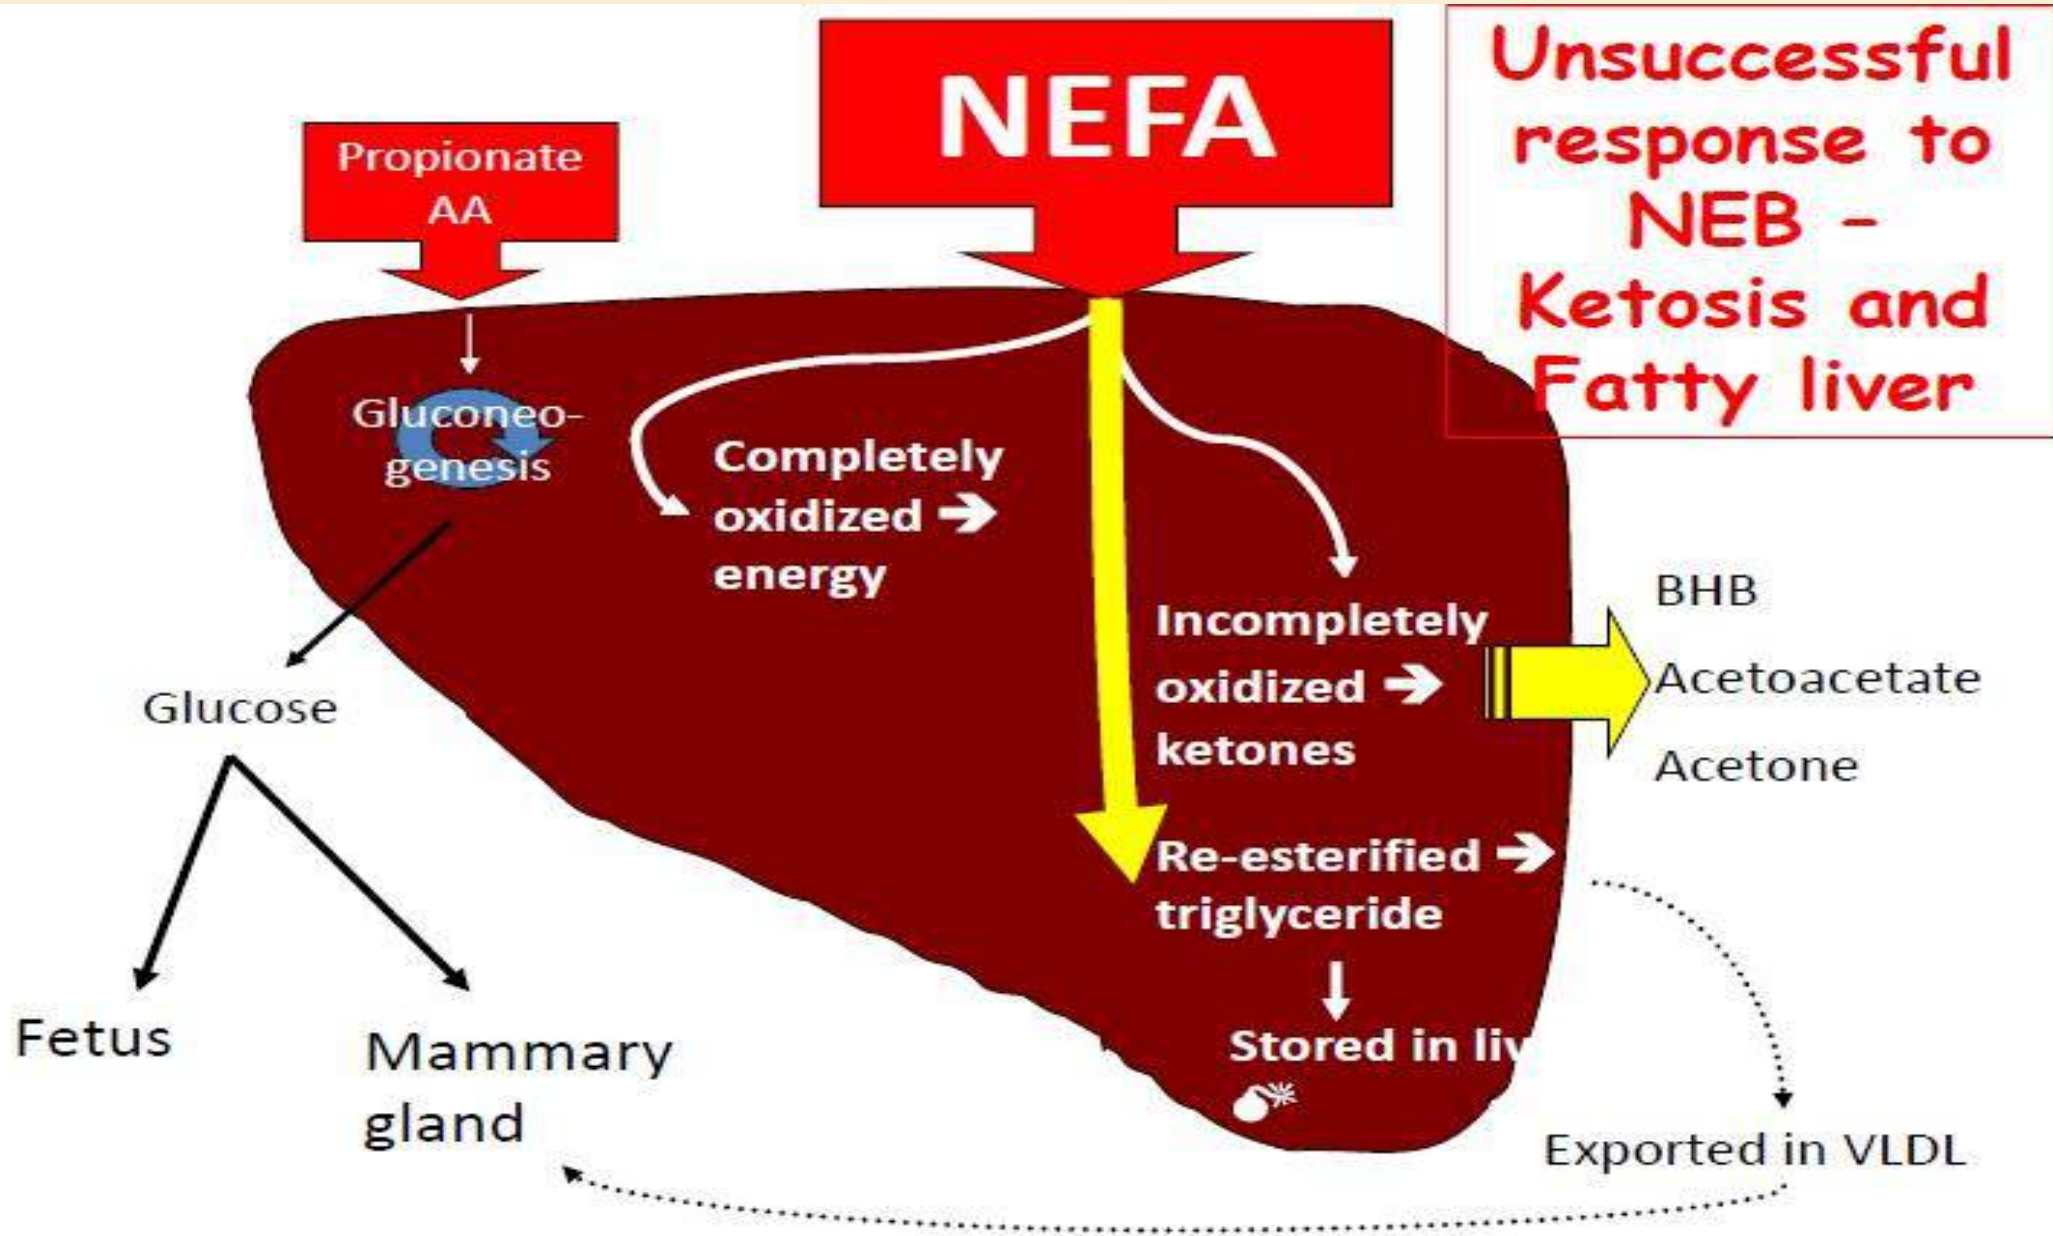 Unsuccessful
response to
NEB -
Ketosis and
Fatty liver
NEFA
Propionate
AA
Gluconeo-
genesis
Completely
oxidized ➔
energy
Incompletely
oxidized ➔
ketones
BHB
Acetoacetate
Acetone
Glucose
Re-esterified ➔
triglyceride
Stored in liv
Fetus
Mammary
gland
Exported in VLDL